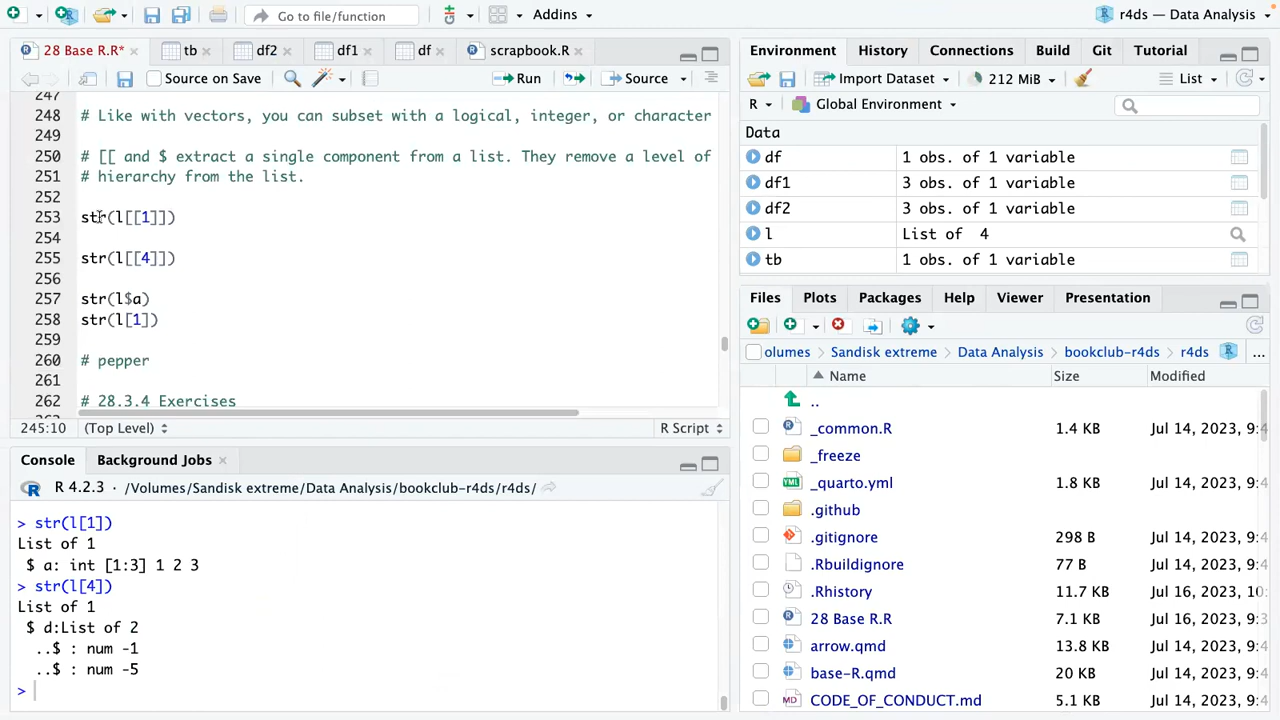 Go to file/function
Addins
r4ds — Data Analysis
28 Base R.R*
tb
df2
df1
df
scrapbook.R
Source on Save
Run
Source
247
248 # Like with vectors, you can subset with a logical, integer, or character
249
250 # [[ and $ extract a single component from a list. They remove a level of
251 # hierarchy from the list.
252
253 str(l[[1]])
254
255 str(l[[4]])
256
257 str(l$a)
258 str(l[1])
259
260 # pepper
261
262 # 28.3.4 Exercises
245:10 (Top Level) R Script
Console Background Jobs
R 4.2.3 · /Volumes/Sandisk extreme/Data Analysis/bookclub-r4ds/r4ds/
> str(l[1])
List of 1
$ a: int [1:3] 1 2 3
> str(l[4])
List of 1
$ d:List of 2
..$ : num -1
..$ : num -5
>
Environment History Connections Build Git Tutorial
Import Dataset 212 MiB List
R Global Environment
Data
df 1 obs. of 1 variable
df1 3 obs. of 1 variable
df2 3 obs. of 1 variable
l List of 4
tb 1 obs. of 1 variable
Files Plots Packages Help Viewer Presentation
olumes Sandisk extreme Data Analysis bookclub-r4ds r4ds ...
Name Size Modified
..
_common.R 1.4 KB Jul 14, 2023, 9:4
_freeze
_quarto.yml 1.8 KB Jul 14, 2023, 9:4
.github
.gitignore 298 B Jul 14, 2023, 9:4
.Rbuildignore 77 B Jul 14, 2023, 9:4
.Rhistory 11.7 KB Jul 16, 2023, 10:
28 Base R.R 7.1 KB Jul 16, 2023, 9:3
arrow.qmd 13.8 KB Jul 14, 2023, 9:4
base-R.qmd 20 KB Jul 14, 2023, 9:4
CODE_OF_CONDUCT.md 5.1 KB Jul 14, 2023, 9:4